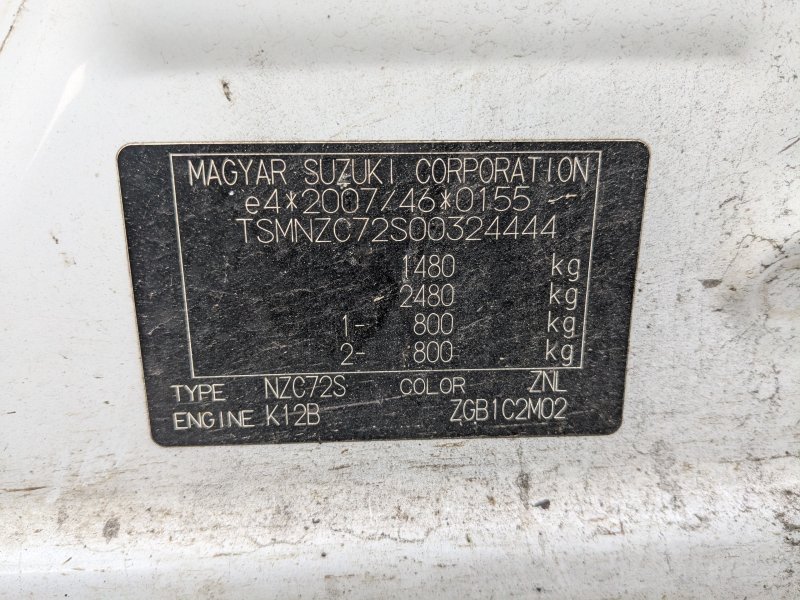 MAGYAR SUZUKI CORPORATION
e4*2007/46*0155
TSMNZC72S00324444
1480 kg
2480 kg
1- 800 kg
2- 800 kg
TYPE NZC72S COLOR ZNL
ENGINE K12B ZGB1C2M02